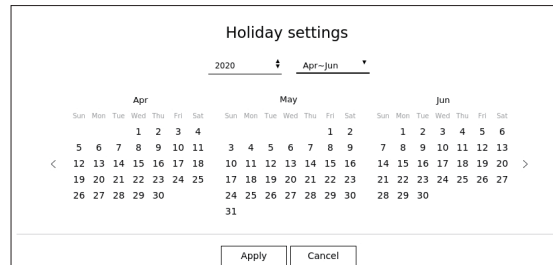 Holiday settings
2020 Apr~Jun
Apr May Jun
Sun Mon Tue Wed Thu Fri Sat Sun Mon Tue Wed Thu Fri Sat Sun Mon Tue Wed Thu Fri Sat
1 2 3 4 1 2 1 2 3 4 5 6
5 6 7 8 9 10 11 3 4 5 6 7 8 9 7 8 9 10 11 12 13
12 13 14 15 16 17 18 10 11 12 13 14 15 16 14 15 16 17 18 19 20
19 20 21 22 23 24 25 17 18 19 20 21 22 23 21 22 23 24 25 26 27
26 27 28 29 30 24 25 26 27 28 29 30 28 29 30
31
Apply Cancel